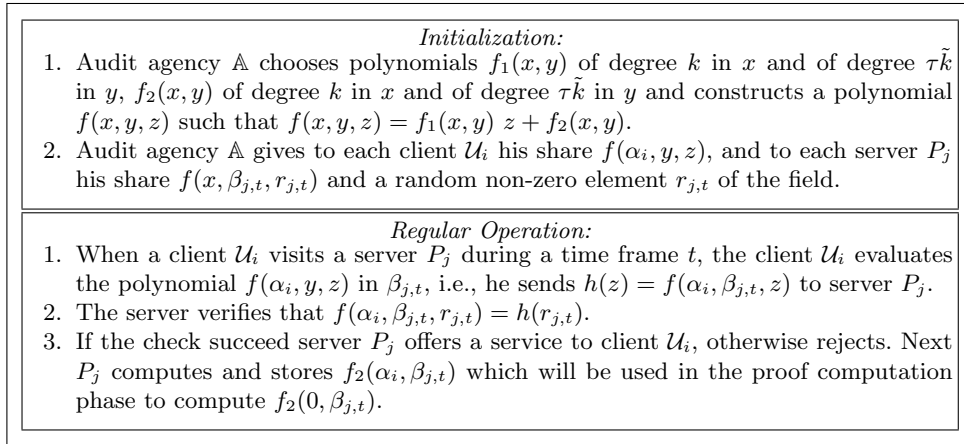 Initialization:
1. Audit agency 𝔸 chooses polynomials f₁(x, y) of degree k in x and of degree τk̃
in y, f₂(x, y) of degree k in x and of degree τk̃ in y and constructs a polynomial
f(x, y, z) such that f(x, y, z) = f₁(x, y) z + f₂(x, y).
2. Audit agency 𝔸 gives to each client 𝒰ᵢ his share f(αᵢ, y, z), and to each server Pⱼ
his share f(x, βⱼ,ₜ, rⱼ,ₜ) and a random non-zero element rⱼ,ₜ of the field.
Regular Operation:
1. When a client 𝒰ᵢ visits a server Pⱼ during a time frame t, the client 𝒰ᵢ evaluates
the polynomial f(αᵢ, y, z) in βⱼ,ₜ, i.e., he sends h(z) = f(αᵢ, βⱼ,ₜ, z) to server Pⱼ.
2. The server verifies that f(αᵢ, βⱼ,ₜ, rⱼ,ₜ) = h(rⱼ,ₜ).
3. If the check succeed server Pⱼ offers a service to client 𝒰ᵢ, otherwise rejects. Next
Pⱼ computes and stores f₂(αᵢ, βⱼ,ₜ) which will be used in the proof computation
phase to compute f₂(0, βⱼ,ₜ).